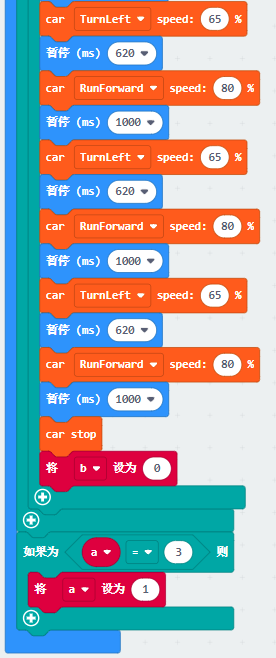 car TurnLeft speed: 65 %
暂停 (ms) 620
car RunForward speed: 80 %
暂停 (ms) 1000
car TurnLeft speed: 65 %
暂停 (ms) 620
car RunForward speed: 80 %
暂停 (ms) 1000
car TurnLeft speed: 65 %
暂停 (ms) 620
car RunForward speed: 80 %
暂停 (ms) 1000
car stop
将 b 设为 0
如果为 a = 3 则
将 a 设为 1